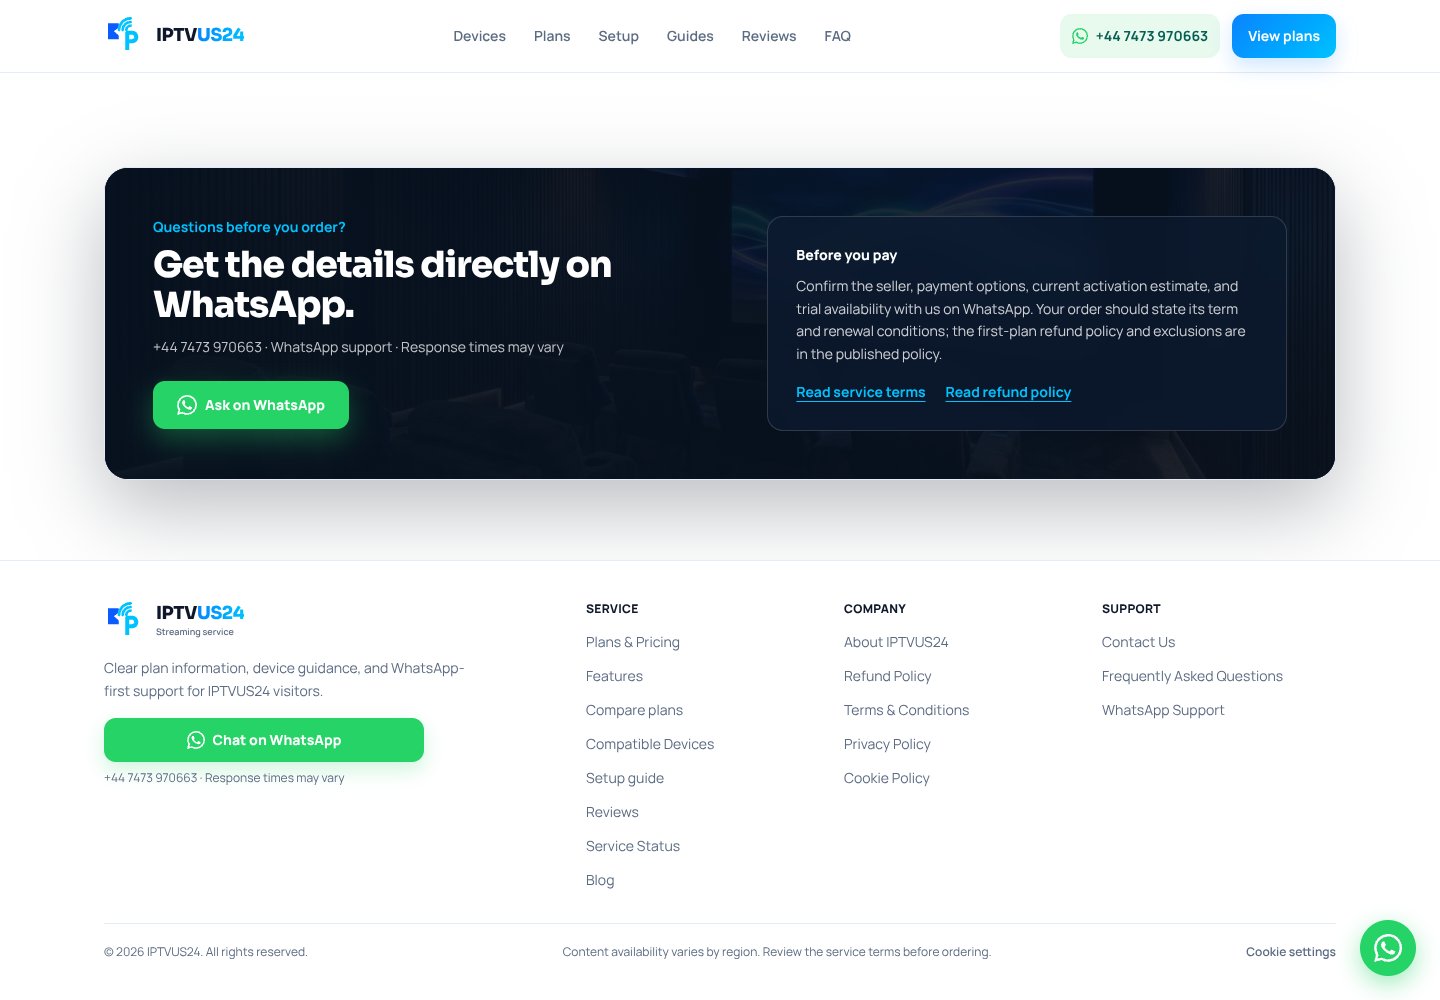 IPTVUS24
Devices
Plans
Setup
Guides
Reviews
FAQ
+44 7473 970663
View plans
Questions before you order?
Get the details directly on
WhatsApp.
+44 7473 970663 · WhatsApp support · Response times may vary
Ask on WhatsApp
Before you pay
Confirm the seller, payment options, current activation estimate, and
trial availability with us on WhatsApp. Your order should state its term
and renewal conditions; the first-plan refund policy and exclusions are
in the published policy.
Read service terms
Read refund policy
IPTVUS24
Streaming service
Clear plan information, device guidance, and WhatsApp-
first support for IPTVUS24 visitors.
Chat on WhatsApp
+44 7473 970663 · Response times may vary
SERVICE
Plans & Pricing
Features
Compare plans
Compatible Devices
Setup guide
Reviews
Service Status
Blog
COMPANY
About IPTVUS24
Refund Policy
Terms & Conditions
Privacy Policy
Cookie Policy
SUPPORT
Contact Us
Frequently Asked Questions
WhatsApp Support
© 2026 IPTVUS24. All rights reserved.
Content availability varies by region. Review the service terms before ordering.
Cookie settings